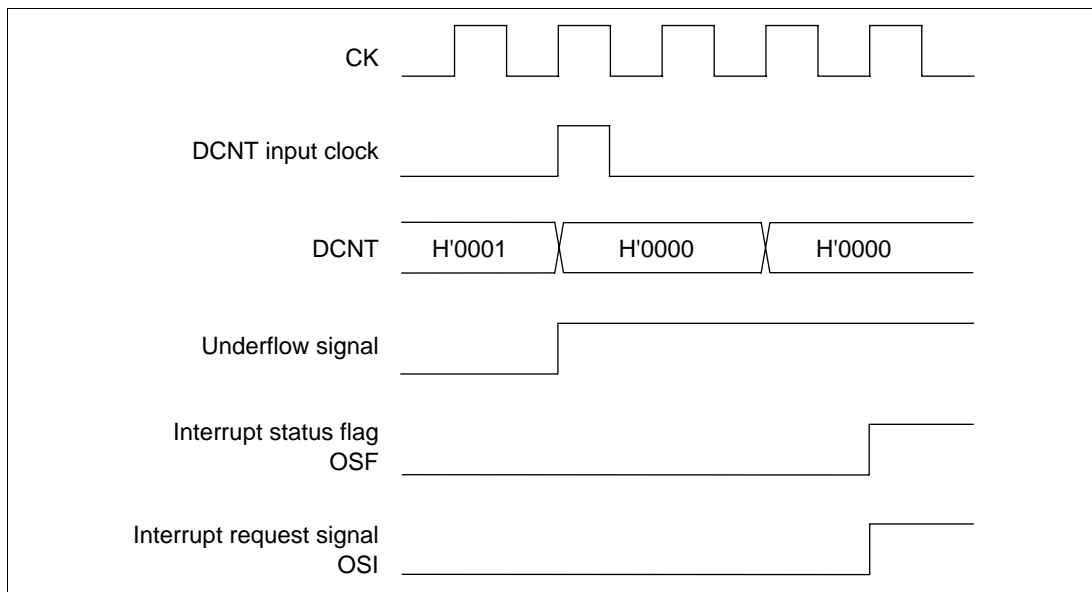 CK
DCNT input clock
DCNT H'0001 H'0000 H'0000
Underflow signal
Interrupt status flag
OSF
Interrupt request signal
OSI